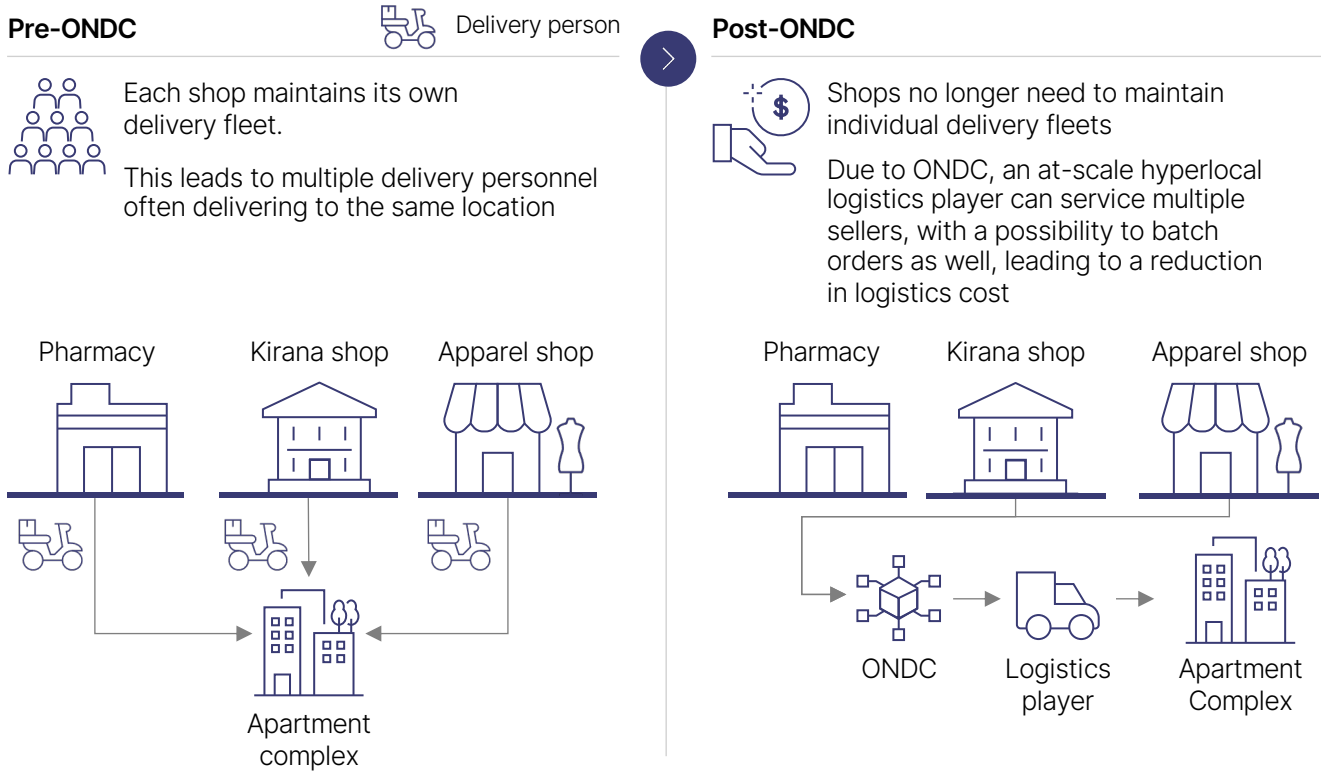 Pre-ONDC
Delivery person
Each shop maintains its own
delivery fleet.
This leads to multiple delivery personnel
often delivering to the same location
Pharmacy
Kirana shop
Apparel shop
Apartment
complex
Post-ONDC
$
Shops no longer need to maintain
individual delivery fleets
Due to ONDC, an at-scale hyperlocal
logistics player can service multiple
sellers, with a possibility to batch
orders as well, leading to a reduction
in logistics cost
Pharmacy
Kirana shop
Apparel shop
ONDC
Logistics
player
Apartment
Complex